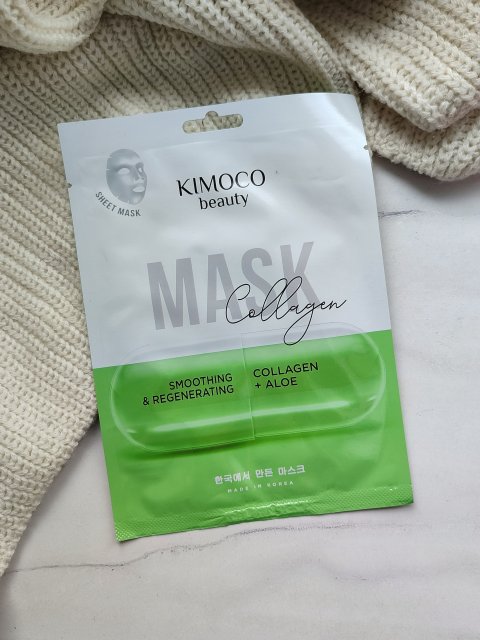 SHEET MASK
KIMOCO
beauty
MASK
Collagen
SMOOTHING
& REGENERATING
COLLAGEN
+ ALOE
한국에서 만든 마스크
MADE IN KOREA